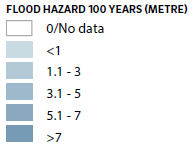 FLOOD HAZARD 100 YEARS (METRE)
0/No data
<1
1.1 - 3
3.1 - 5
5.1 - 7
>7